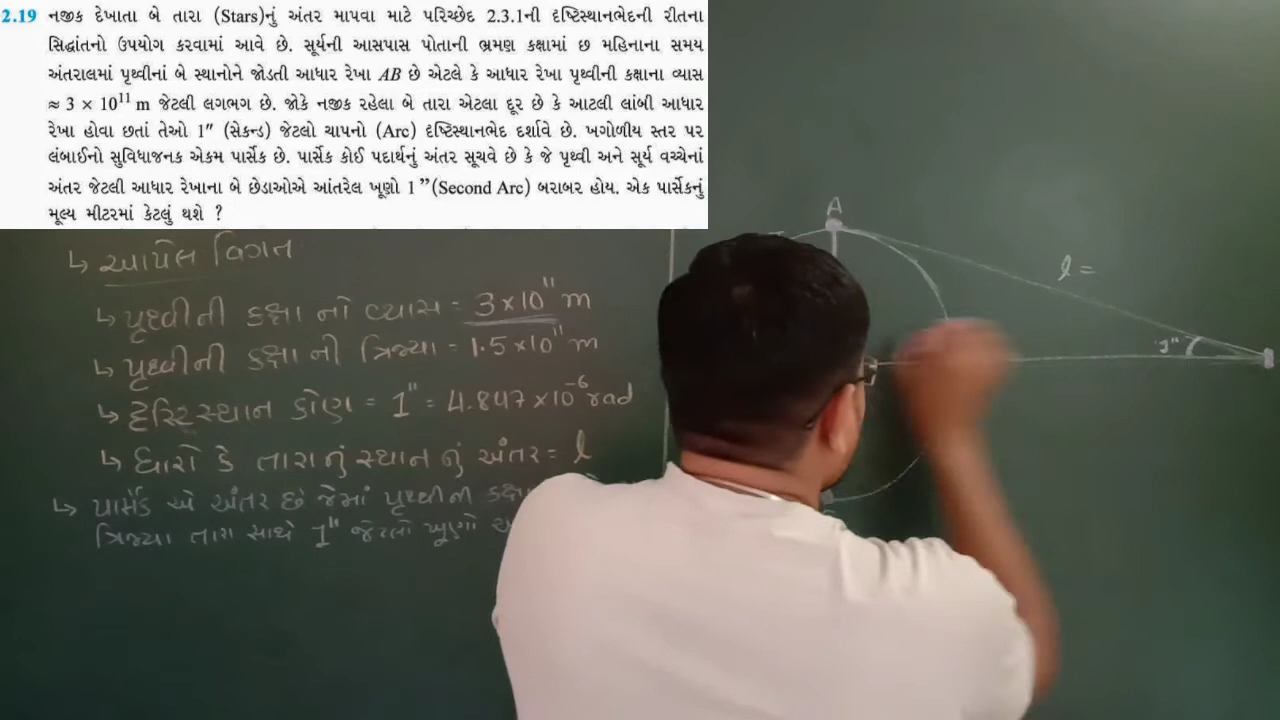 2.19 નજીક દેખાતા બે તારા (Stars)નું અંતર માપવા માટે પરિચ્છેદ 2.3.1ની દૃષ્ટિસ્થાનભેદની રીતના
સિદ્ધાંતનો ઉપયોગ કરવામાં આવે છે. સૂર્યની આસપાસ પોતાની ભ્રમણ કક્ષામાં છ મહિનાના સમય
અંતરાલમાં પૃથ્વીનાં બે સ્થાનોને જોડતી આધાર રેખા AB છે એટલે કે આધાર રેખા પૃથ્વીની કક્ષાના વ્યાસ
≈ 3 × 10¹¹ m જેટલી લગભગ છે. જોકે નજીક રહેલા બે તારા એટલા દૂર છે કે આટલી લાંબી આધાર
રેખા હોવા છતાં તેઓ 1″ (સેકન્ડ) જેટલો ચાપનો (Arc) દૃષ્ટિસ્થાનભેદ દર્શાવે છે. ખગોળીય સ્તર પર
લંબાઈનો સુવિધાજનક એકમ પાર્સેક છે. પાર્સેક કોઈ પદાર્થનું અંતર સૂચવે છે કે જે પૃથ્વી અને સૂર્ય વચ્ચેનાં
અંતર જેટલી આધાર રેખાના બે છેડાઓએ આંતરેલ ખૂણો 1 ”(Second Arc) બરાબર હોય. એક પાર્સેકનું
મૂલ્ય મીટરમાં કેટલું થશે ?
↳ આપેલ વિગત
↳ પૃથ્વીની કક્ષા નો વ્યાસ = 3×10¹¹ m
↳ પૃથ્વીની કક્ષા ની ત્રિજ્યા = 1.5×10¹¹ m
↳ સ્થાન કોણ = 1″ = 4.847×10⁻⁶ rad
↳ ધારો કે તારાનું સ્થાન નું અંતર = l
↳ પાર્સેક એ અંતર છે જેમાં પૃથ્વીની કક્ષા
ત્રિજ્યા તારા સાથે 1″ જેટલો ખૂણો
A
l =
1″